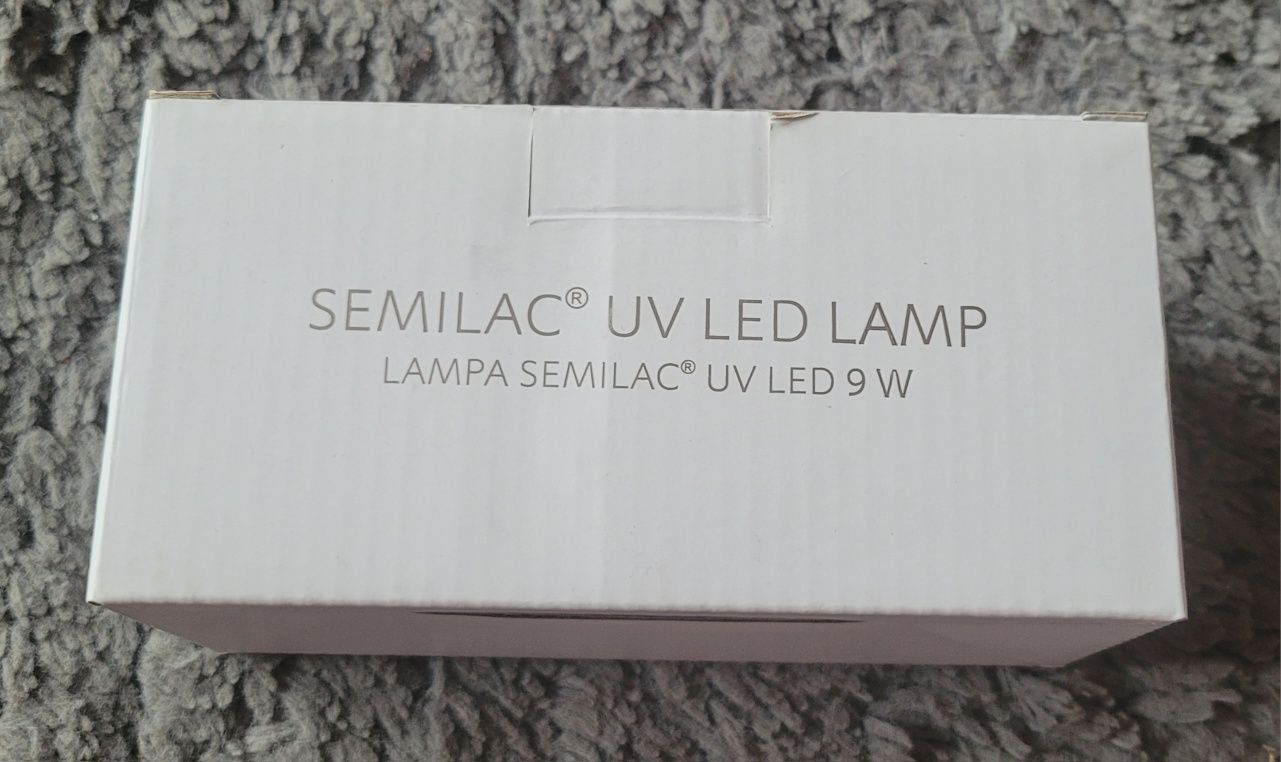 SEMILAC® UV LED LAMP
LAMPA SEMILAC® UV LED 9 W